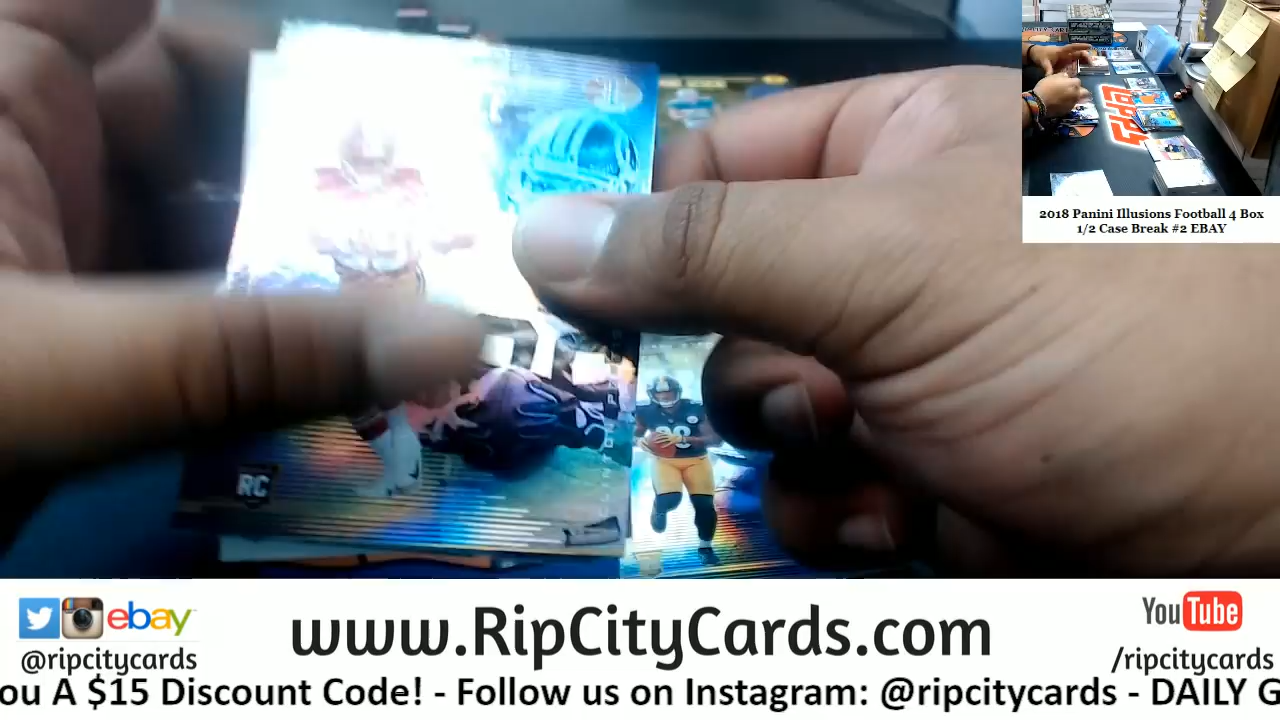 2018 Panini Illusions Football 4 Box
1/2 Case Break #2 EBAY
RC
ebay
@ripcitycards
www.RipCityCards.com
YouTube
/ripcitycards
ou A $15 Discount Code! - Follow us on Instagram: @ripcitycards - DAILY G